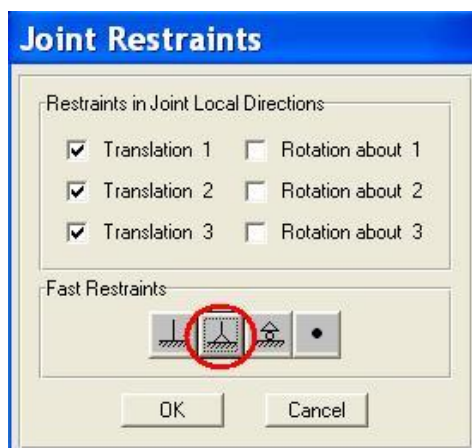 Joint Restraints
Restraints in Joint Local Directions
Translation 1 Rotation about 1
Translation 2 Rotation about 2
Translation 3 Rotation about 3
Fast Restraints
OK Cancel